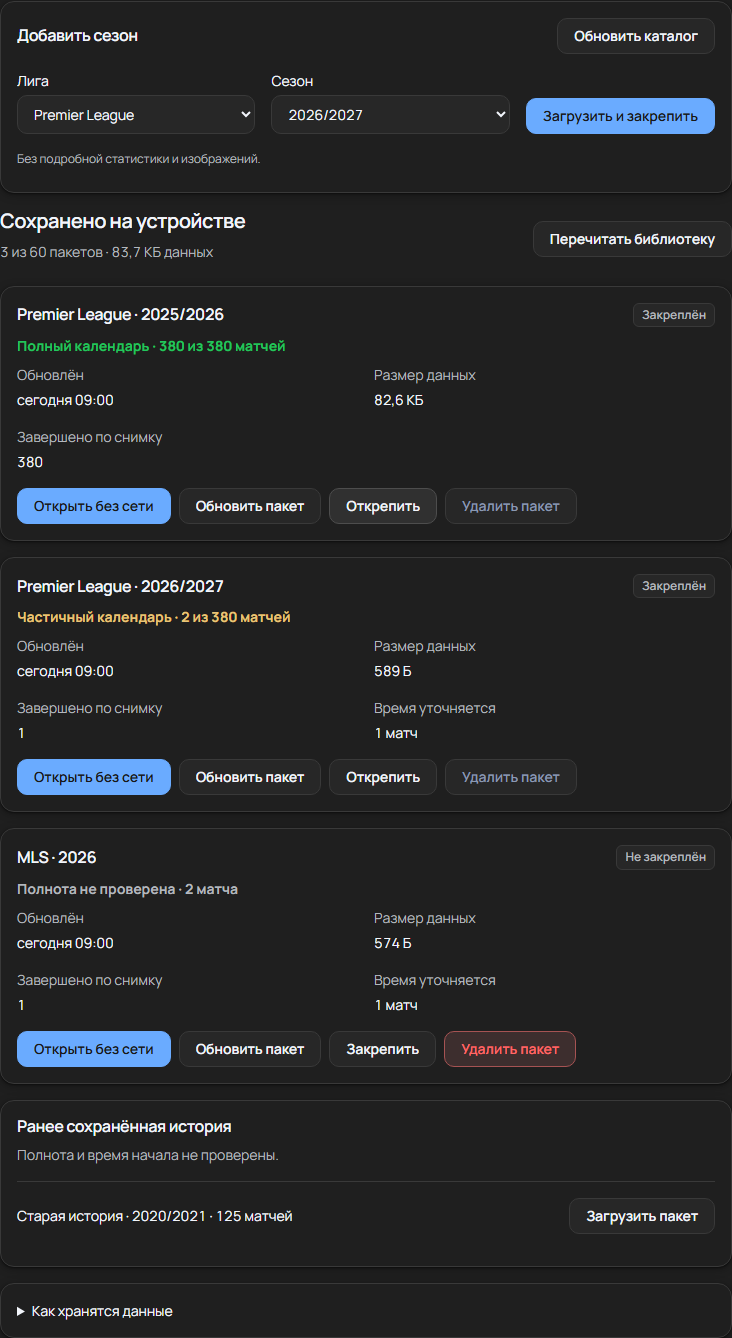 Добавить сезон
Обновить каталог
Лига
Сезон
Premier League
2026/2027
Загрузить и закрепить
Без подробной статистики и изображений.
Сохранено на устройстве
3 из 60 пакетов · 83,7 КБ данных
Перечитать библиотеку
Premier League · 2025/2026
Закреплён
Полный календарь · 380 из 380 матчей
Обновлён
Размер данных
сегодня 09:00
82,6 КБ
Завершено по снимку
380
Открыть без сети
Обновить пакет
Открепить
Удалить пакет
Premier League · 2026/2027
Закреплён
Частичный календарь · 2 из 380 матчей
Обновлён
Размер данных
сегодня 09:00
589 Б
Завершено по снимку
Время уточняется
1
1 матч
Открыть без сети
Обновить пакет
Открепить
Удалить пакет
MLS · 2026
Не закреплён
Полнота не проверена · 2 матча
Обновлён
Размер данных
сегодня 09:00
574 Б
Завершено по снимку
Время уточняется
1
1 матч
Открыть без сети
Обновить пакет
Закрепить
Удалить пакет
Ранее сохранённая история
Полнота и время начала не проверены.
Старая история · 2020/2021 · 125 матчей
Загрузить пакет
Как хранятся данные